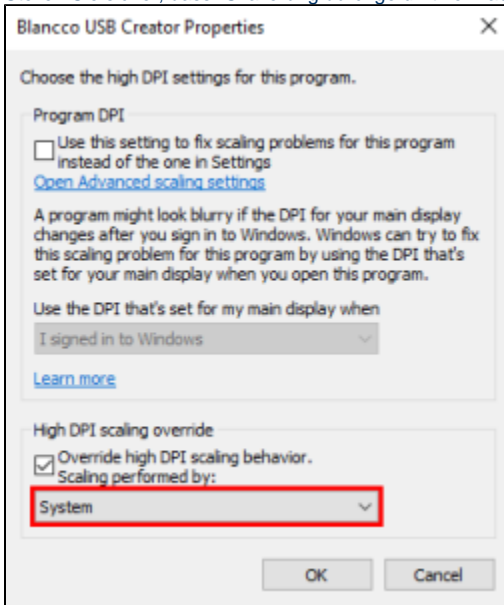 Blancco USB Creator Properties
Choose the high DPI settings for this program.
Program DPI
Use this setting to fix scaling problems for this program
instead of the one in Settings
Open Advanced scaling settings
A program might look blurry if the DPI for your main display
changes after you sign in to Windows. Windows can try to fix
this scaling problem for this program by using the DPI that's
set for your main display when you open this program.
Use the DPI that's set for my main display when
I signed in to Windows
Learn more
High DPI scaling override
Override high DPI scaling behavior.
Scaling performed by:
System
OK
Cancel